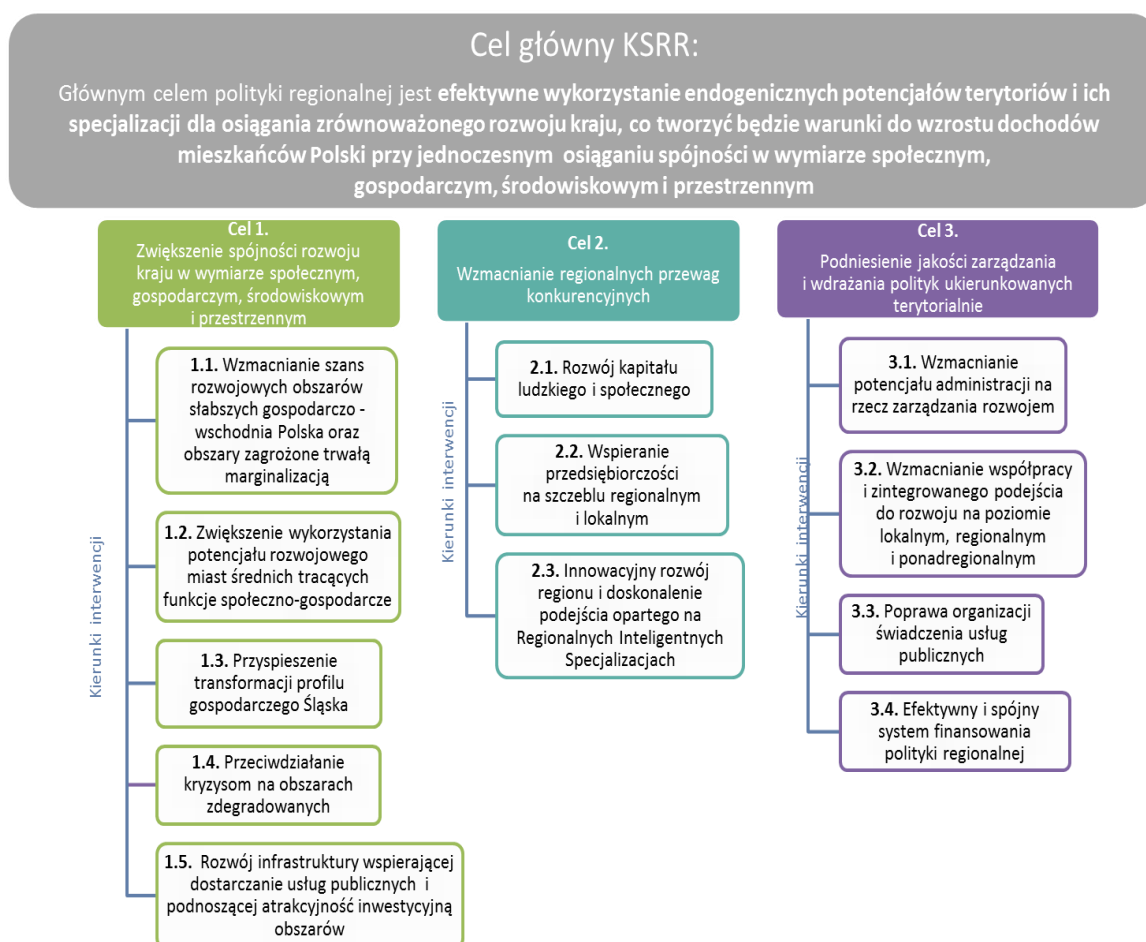 Cel główny KSRR:
Głównym celem polityki regionalnej jest efektywne wykorzystanie endogenicznych potencjałów terytoriów i ich
specjalizacji dla osiągania zrównoważonego rozwoju kraju, co tworzyć będzie warunki do wzrostu dochodów
mieszkańców Polski przy jednoczesnym osiąganiu spójności w wymiarze społecznym,
gospodarczym, środowiskowym i przestrzennym
Cel 1.
Zwiększenie spójności rozwoju
kraju w wymiarze społecznym,
gospodarczym, środowiskowym
i przestrzennym
Kierunki interwencji
1.1. Wzmacnianie szans
rozwojowych obszarów
słabszych gospodarczo -
wschodnia Polska oraz
obszary zagrożone trwałą
marginalizacją
1.2. Zwiększenie wykorzystania
potencjału rozwojowego
miast średnich tracących
funkcje społeczno-gospodarcze
1.3. Przyspieszenie
transformacji profilu
gospodarczego Śląska
1.4. Przeciwdziałanie
kryzysom na obszarach
zdegradowanych
1.5. Rozwój infrastruktury wspierającej
dostarczanie usług publicznych i
podnoszącej atrakcyjność inwestycyjną
obszarów
Cel 2.
Wzmacnianie regionalnych przewag
konkurencyjnych
Kierunki interwencji
2.1. Rozwój kapitału
ludzkiego i społecznego
2.2. Wspieranie
przedsiębiorczości
na szczeblu regionalnym
i lokalnym
2.3. Innowacyjny rozwój
regionu i doskonalenie
podejścia opartego na
Regionalnych Inteligentnych
Specjalizacjach
Cel 3.
Podniesienie jakości zarządzania
i wdrażania polityk ukierunkowanych
terytorialnie
Kierunki interwencji
3.1. Wzmacnianie
potencjału administracji na
rzecz zarządzania rozwojem
3.2. Wzmacnianie współpracy
i zintegrowanego podejścia
do rozwoju na poziomie
lokalnym, regionalnym
i ponadregionalnym
3.3. Poprawa organizacji
świadczenia usług
publicznych
3.4. Efektywny i spójny
system finansowania
polityki regionalnej